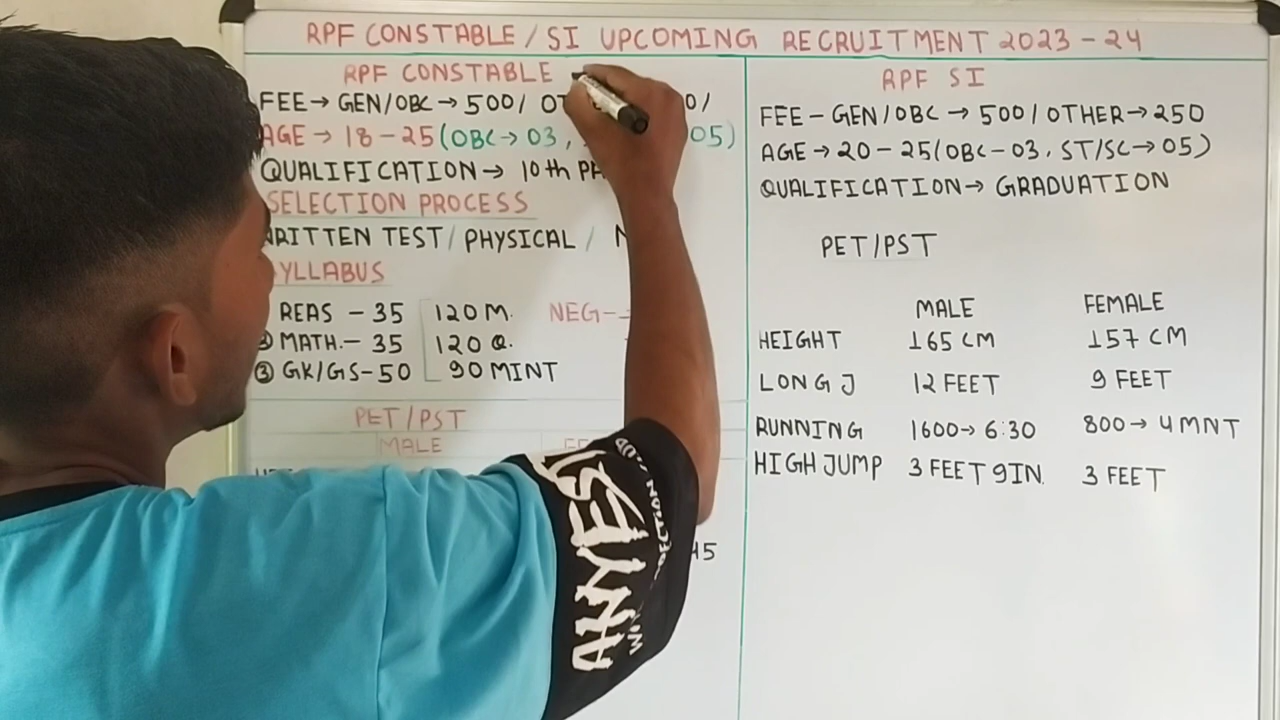 RPF CONSTABLE / SI UPCOMING RECRUITMENT 2023-24
RPF CONSTABLE
FEE → GEN/OBC → 500/
AGE → 18-25 (OBC → 03, 05)
QUALIFICATION → 10th
SELECTION PROCESS
WRITTEN TEST / PHYSICAL /
SYLLABUS
REAS - 35 120 M. NEG-
② MATH. - 35 120 Q.
③ GK/GS-50 90 MINT
PET/PST
MALE
RPF SI
FEE - GEN/OBC → 500/ OTHER → 250
AGE → 20-25 (OBC-03, ST/SC → 05)
QUALIFICATION → GRADUATION
PET/PST
MALE FEMALE
HEIGHT 165 CM 157 CM
LONG J 12 FEET 9 FEET
RUNNING 1600 → 6:30 800 → 4 MNT
HIGH JUMP 3 FEET 9IN. 3 FEET